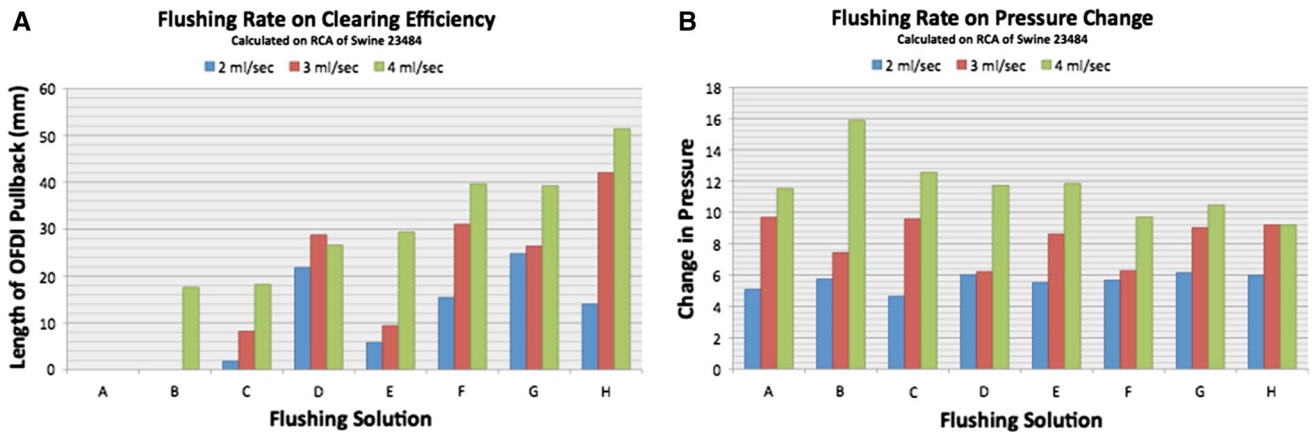 A
Flushing Rate on Clearing Efficiency
Calculated on RCA of Swine 23484
2 ml/sec 3 ml/sec 4 ml/sec
Length of OFDI Pullback (mm)
60
50
40
30
20
10
0
A B C D E F G H
Flushing Solution
B
Flushing Rate on Pressure Change
Calculated on RCA of Swine 23484
2 ml/sec 3 ml/sec 4 ml/sec
Change in Pressure
18
16
14
12
10
8
6
4
2
0
A B C D E F G H
Flushing Solution